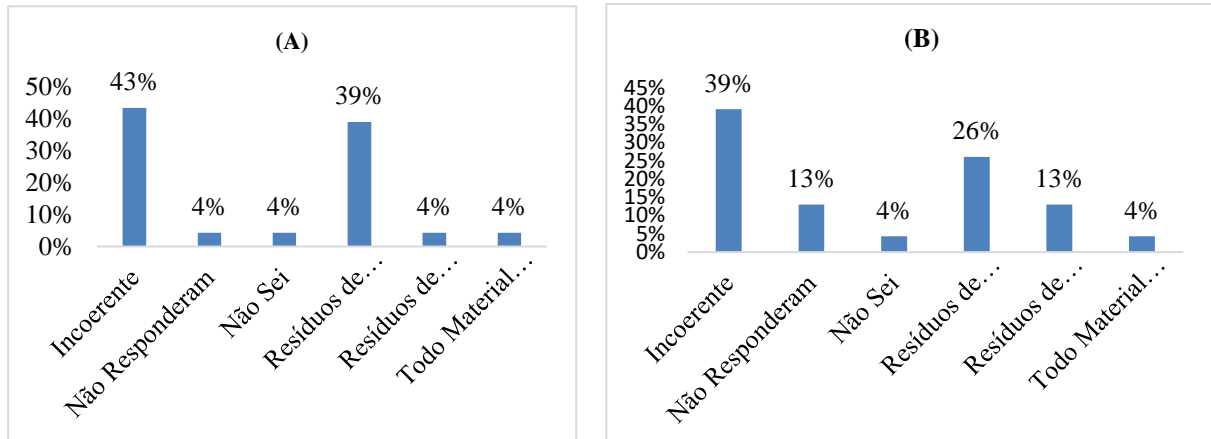 (A)
50%
40%
30%
20%
10%
0%
43%
4%
4%
39%
4%
4%
Incoerente
Não Responderam
Não Sei
Resíduos de…
Resíduos de…
Todo Material…
(B)
45%
40%
35%
30%
25%
20%
15%
10%
5%
0%
39%
13%
4%
26%
13%
4%
Incoerente
Não Responderam
Não Sei
Resíduos de…
Resíduos de…
Todo Material…